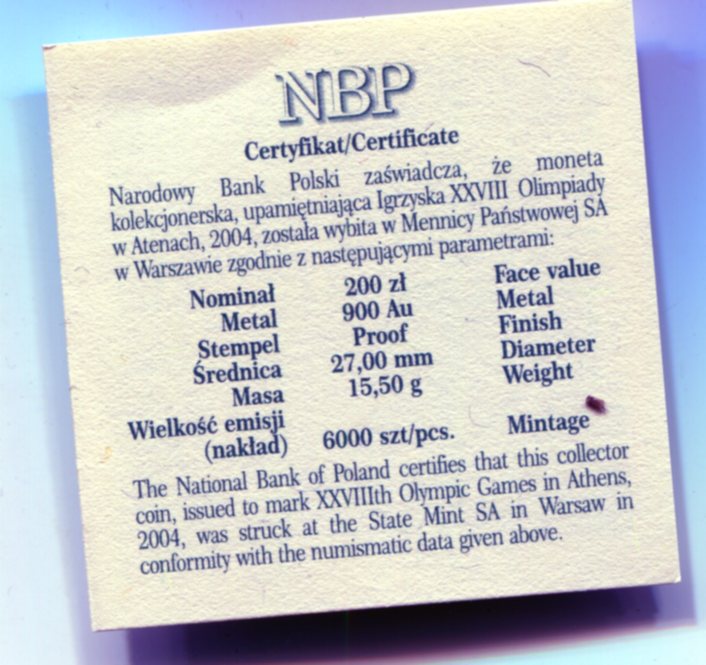 NBP
Certyfikat/Certificate
Narodowy Bank Polski zaświadcza, że moneta
kolekcjonerska, upamiętniająca Igrzyska XXVIII Olimpiady
w Atenach, 2004, została wybita w Mennicy Państwowej SA
w Warszawie zgodnie z następującymi parametrami:
Nominał 200 zł Face value
Metal 900 Au Metal
Stempel Proof Finish
Średnica 27,00 mm Diameter
Masa 15,50 g Weight
Wielkość emisji
(nakład) 6000 szt/pcs. Mintage
The National Bank of Poland certifies that this collector
coin, issued to mark XXVIIIth Olympic Games in Athens,
2004, was struck at the State Mint SA in Warsaw in
conformity with the numismatic data given above.